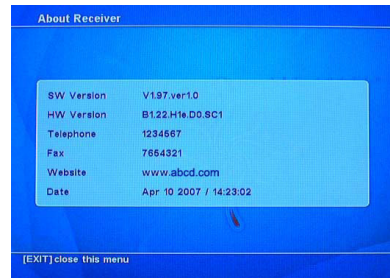 About Receiver
SW Version V1.97.ver1.0
HW Version B1.22.H1e.D0.SC1
Telephone 1234567
Fax 7654321
Website www.abcd.com
Date Apr 10 2007 / 14:23:02
[EXIT] close this menu